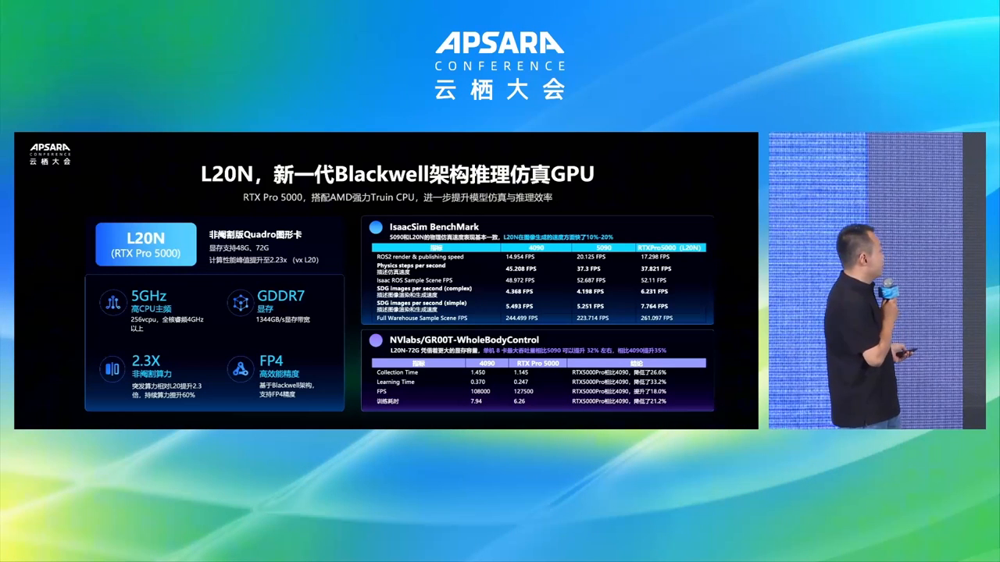 APSARA
CONFERENCE
云栖大会
APSARA
CONFERENCE
云栖大会
L20N，新一代Blackwell架构推理仿真GPU
RTX Pro 5000，搭配AMD强力Truin CPU，进一步提升模型仿真与推理效率
L20N
(RTX Pro 5000)
非阉割版Quadro图形卡
显存支持48G、72G
计算性能峰值提升至2.23x （vx L20）
5GHz
高CPU主频
256vcpu，全核睿频4GHz
以上
GDDR7
显存
1344GB/s显存带宽
2.3X
非阉割算力
突发算力相对L20提升2.3
倍，持续算力提升60%
FP4
高效能精度
基于Blackwell架构，
支持FP4精度
IsaacSim BenchMark
5090和L20N的物理仿真速度表现基本一致，L20N在图像生成的速度方面快了10%-20%
指标 4090 5090 RTXPro5000（L20N）
ROS2 render & publishing speed 14.954 FPS 20.125 FPS 17.298 FPS
Physics steps per second
描述仿真速度 45.208 FPS 37.3 FPS 37.821 FPS
Isaac ROS Sample Scene FPS 48.972 FPS 52.687 FPS 52.11 FPS
SDG images per second (complex)
描述图像渲染和生成速度 4.368 FPS 4.198 FPS 6.231 FPS
SDG images per second (simple)
描述图像渲染和生成速度 5.493 FPS 5.251 FPS 7.764 FPS
Full Warehouse Sample Scene FPS 244.499 FPS 223.714 FPS 261.097 FPS
NVlabs/GR00T-WholeBodyControl
L20N-72G 凭借着更大的显存容量，单机 8 卡最大吞吐量相比5090 可以提升 32% 左右，相比4090提升35%
指标 4090 RTX Pro 5000 结论
Collection Time 1.450 1.145 RTX5000Pro相比4090，降低了26.6%
Learning Time 0.370 0.247 RTX5000Pro相比4090，降低了33.2%
FPS 108000 127500 RTX5000Pro相比4090，提升了18.0%
训练耗时 7.94 6.26 RTX5000Pro相比4090，降低了21.2%